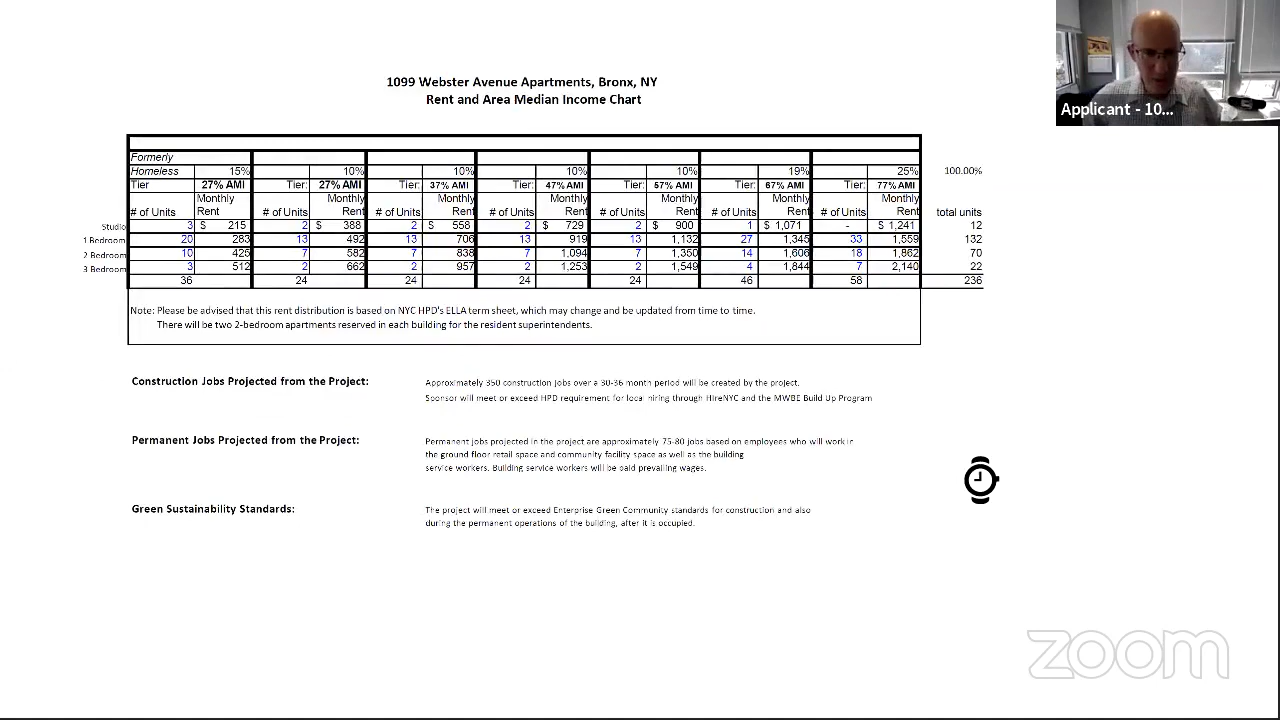 Applicant - 10...
1099 Webster Avenue Apartments, Bronx, NY
Rent and Area Median Income Chart
Formerly
Homeless 15% 10% 10% 10% 10% 19% 25% 100.00%
Tier 27% AMI Tier: 27% AMI Tier: 37% AMI Tier: 47% AMI Tier: 57% AMI Tier: 67% AMI Tier: 77% AMI
Monthly Monthly Monthly Monthly Monthly Monthly Monthly
# of Units Rent # of Units Rent # of Units Rent # of Units Rent # of Units Rent # of Units Rent # of Units Rent total units
Studio 3 $ 215 2 $ 388 2 $ 558 2 $ 729 2 $ 900 1 $ 1,071 - $ 1,241 12
1 Bedroom 20 283 13 492 13 706 13 919 13 1,132 27 1,345 33 1,559 132
2 Bedroom 10 425 7 582 7 838 7 1,094 7 1,350 14 1,606 18 1,862 70
3 Bedroom 3 512 2 662 2 957 2 1,253 2 1,549 4 1,844 7 2,140 22
36 24 24 24 24 46 58 236
Note: Please be advised that this rent distribution is based on NYC HPD's ELLA term sheet, which may change and be updated from time to time.
There will be two 2-bedroom apartments reserved in each building for the resident superintendents.
Construction Jobs Projected from the Project: Approximately 350 construction jobs over a 30-36 month period will be created by the project.
Sponsor will meet or exceed HPD requirement for local hiring through HireNYC and the MWBE Build Up Program
Permanent Jobs Projected from the Project: Permanent jobs projected in the project are approximately 75-80 jobs based on employees who will work in
the ground floor retail space and community facility space as well as the building
service workers. Building service workers will be paid prevailing wages.
Green Sustainability Standards: The project will meet or exceed Enterprise Green Community standards for construction and also
during the permanent operations of the building, after it is occupied.
zoom